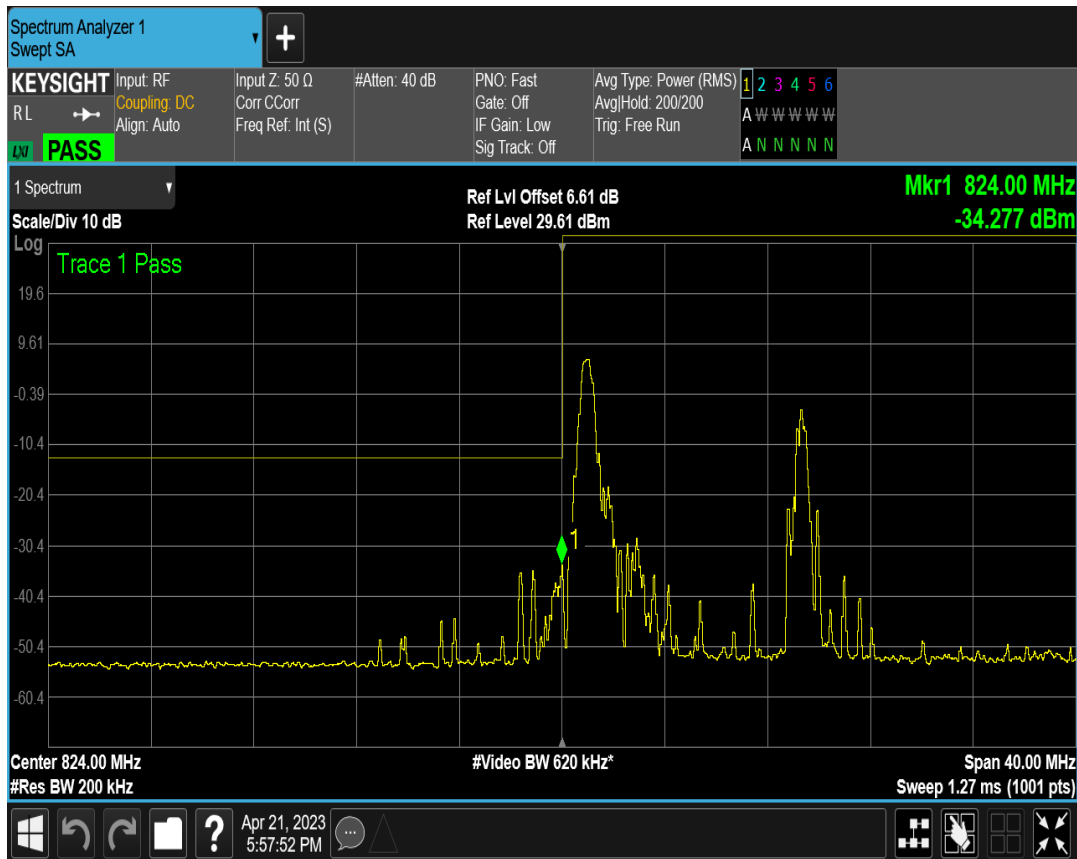 Spectrum Analyzer 1
Swept SA
+
KEYSIGHT
RL
LXI PASS
Input: RF
Coupling: DC
Align: Auto
Input Z: 50 Ω
Corr CCorr
Freq Ref: Int (S)
#Atten: 40 dB
PNO: Fast
Gate: Off
IF Gain: Low
Sig Track: Off
Avg Type: Power (RMS)
Avg|Hold: 200/200
Trig: Free Run
1 2 3 4 5 6
A W W W W W
A N N N N N
1 Spectrum
Scale/Div 10 dB
Ref Lvl Offset 6.61 dB
Ref Level 29.61 dBm
Mkr1 824.00 MHz
-34.277 dBm
Log
Trace 1 Pass
19.6
9.61
-0.39
-10.4
-20.4
-30.4
-40.4
-50.4
-60.4
1
Center 824.00 MHz
#Res BW 200 kHz
#Video BW 620 kHz*
Span 40.00 MHz
Sweep 1.27 ms (1001 pts)
?
Apr 21, 2023
5:57:52 PM